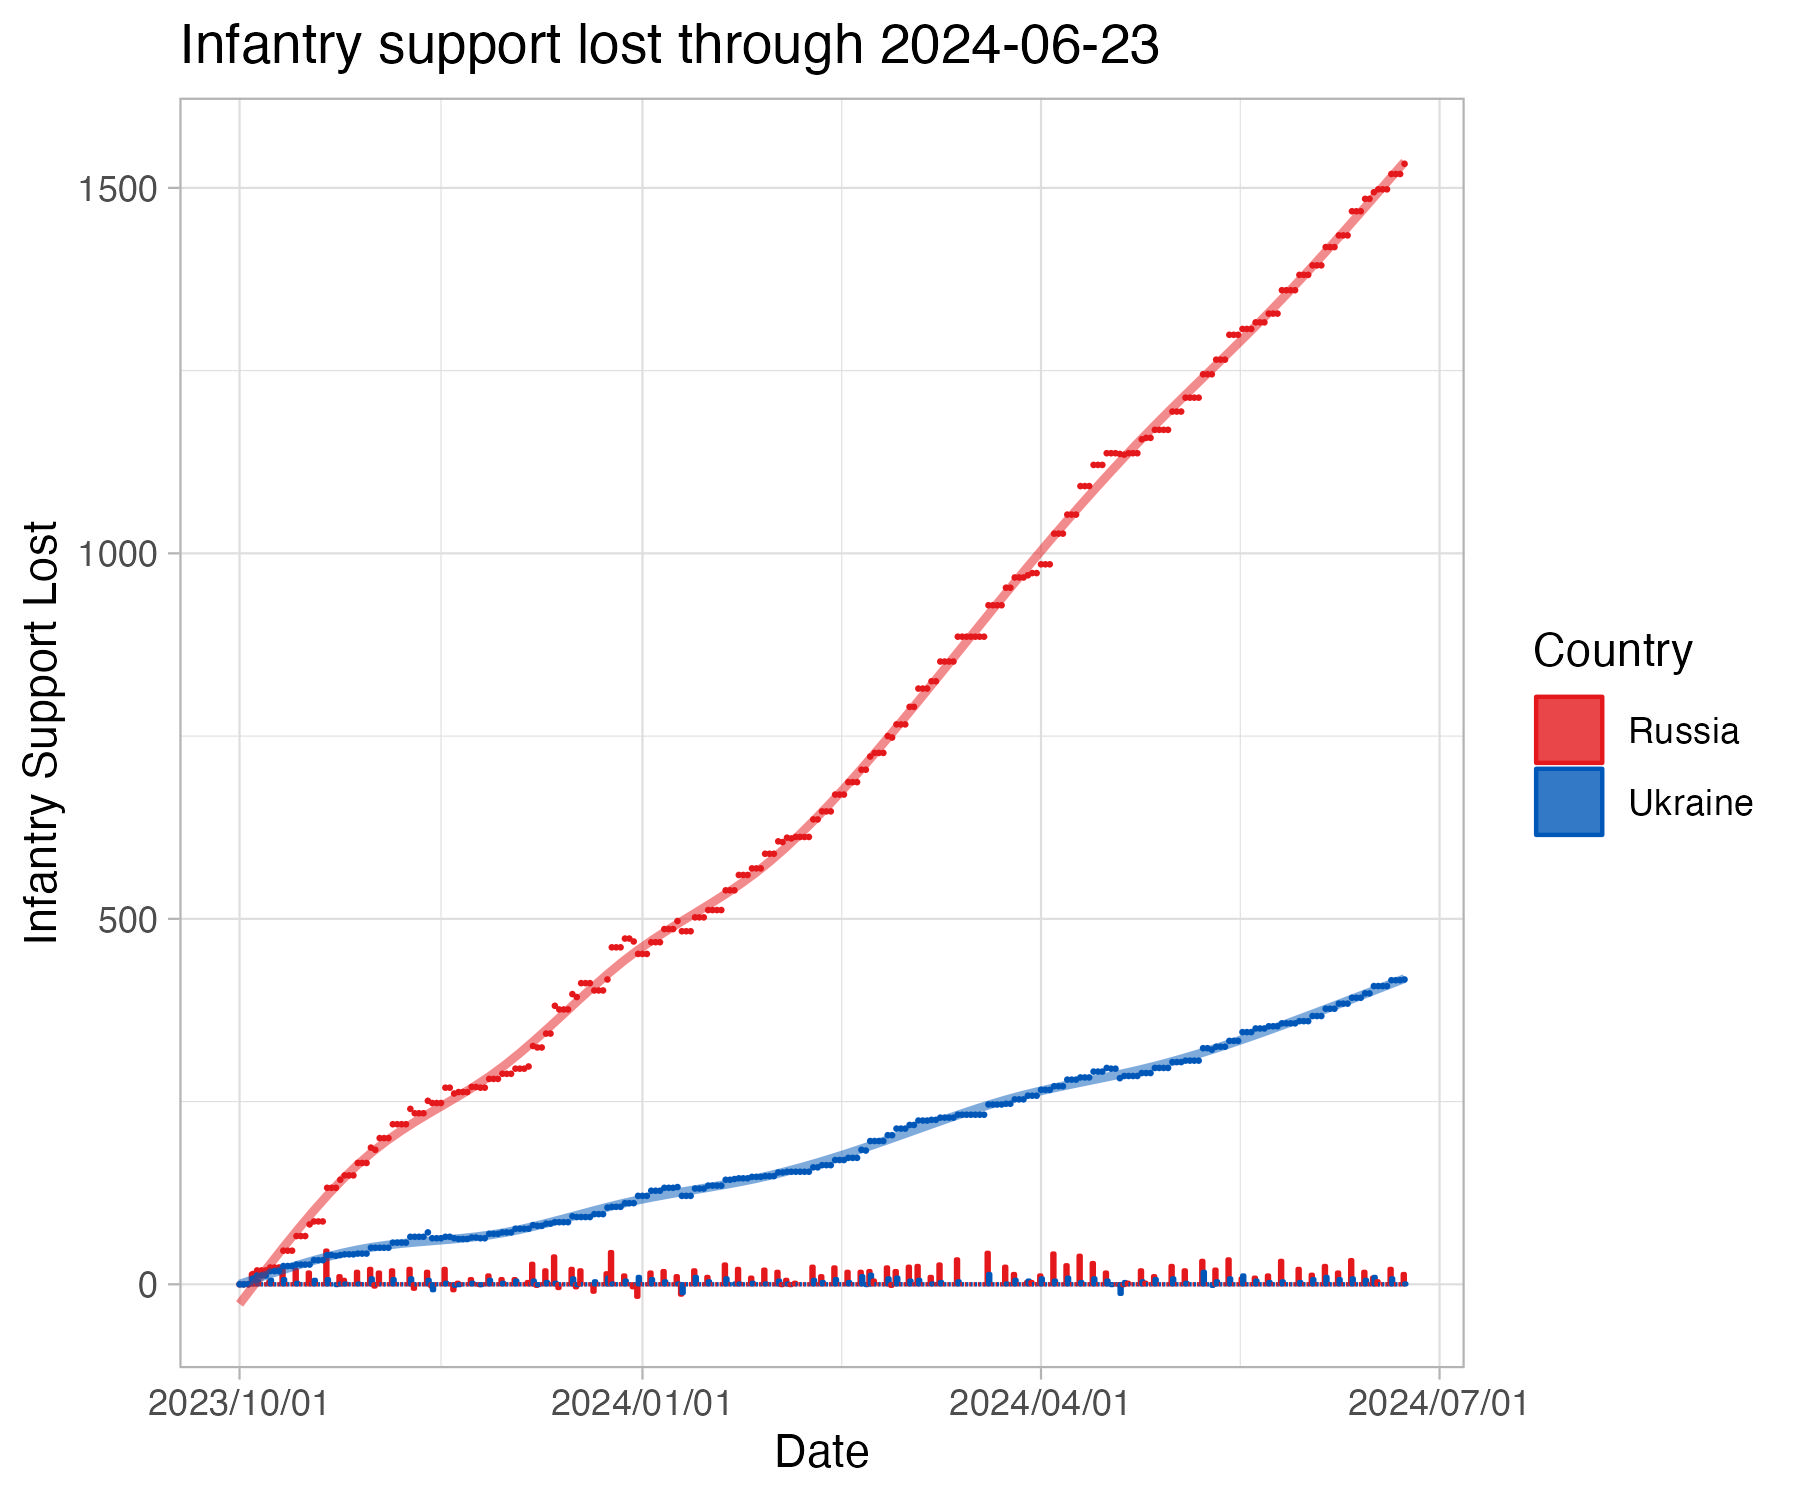 Infantry support lost through 2024-06-23
Infantry Support Lost
1500
1000
500
0
2023/10/01
2024/01/01
2024/04/01
2024/07/01
Date
Country
Russia
Ukraine